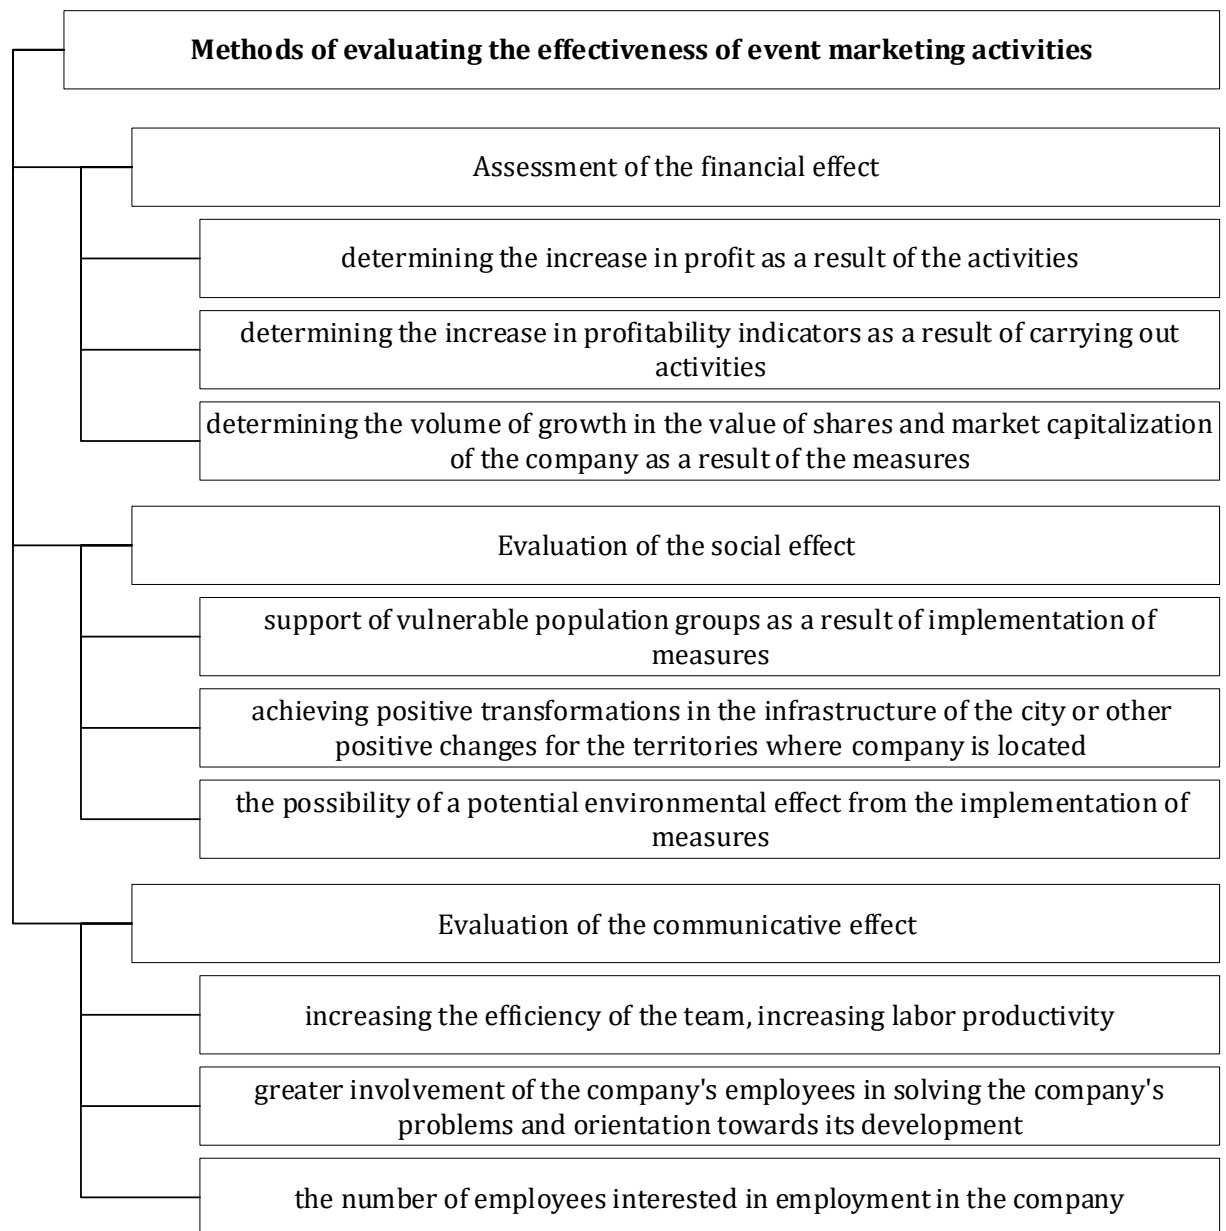 Methods of evaluating the effectiveness of event marketing activities
Assessment of the financial effect
determining the increase in profit as a result of the activities
determining the increase in profitability indicators as a result of carrying out
activities
determining the volume of growth in the value of shares and market capitalization
of the company as a result of the measures
Evaluation of the social effect
support of vulnerable population groups as a result of implementation of
measures
achieving positive transformations in the infrastructure of the city or other
positive changes for the territories where company is located
the possibility of a potential environmental effect from the implementation of
measures
Evaluation of the communicative effect
increasing the efficiency of the team, increasing labor productivity
greater involvement of the company's employees in solving the company's
problems and orientation towards its development
the number of employees interested in employment in the company